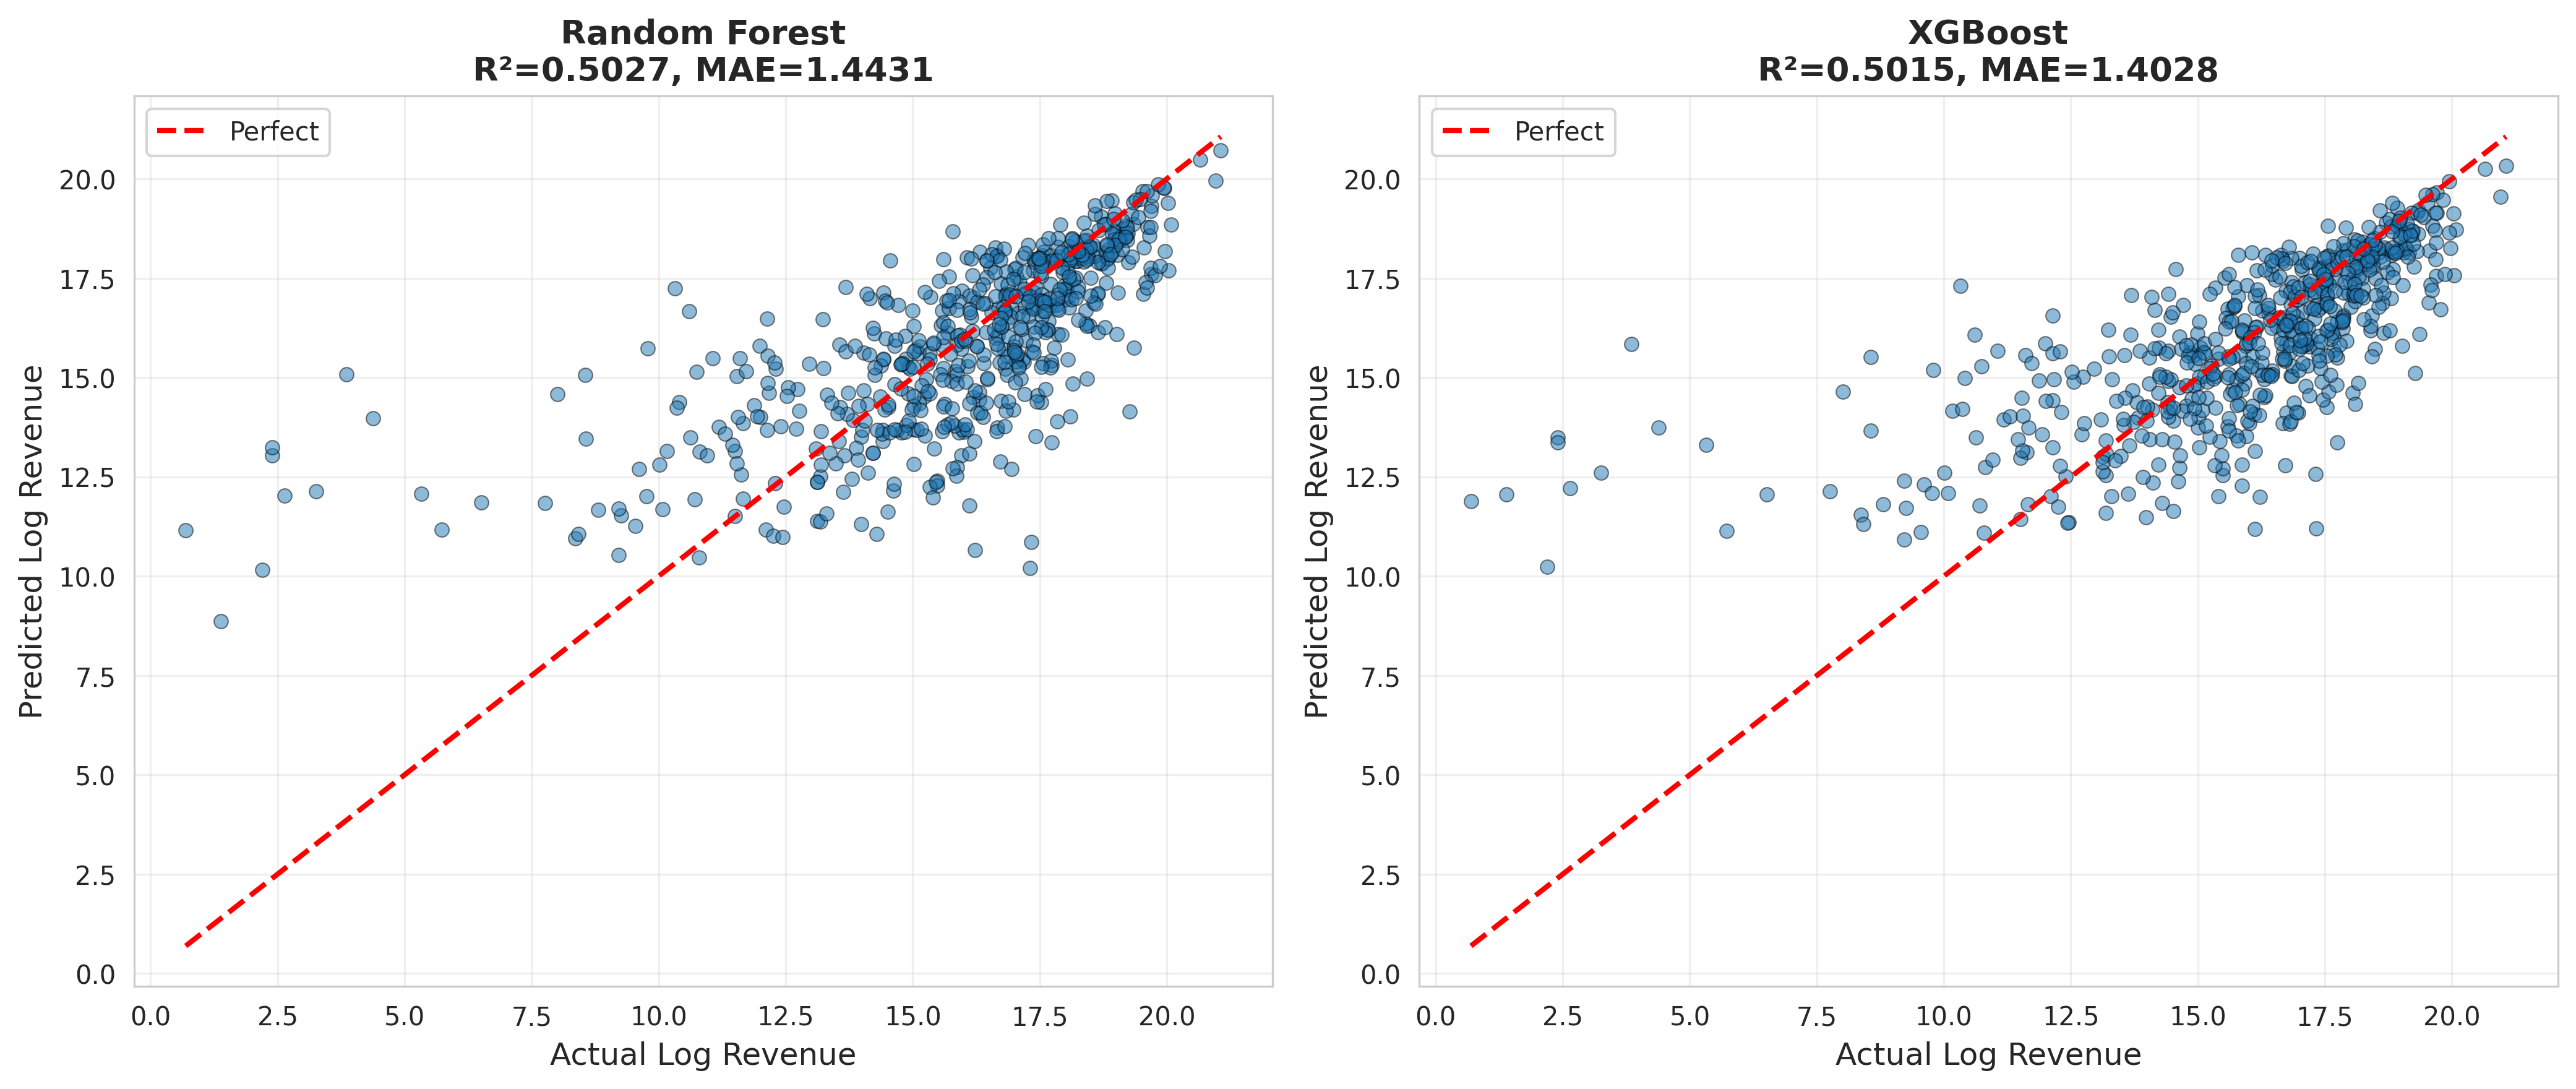 Random Forest
R²=0.5027, MAE=1.4431
Perfect
20.0
17.5
15.0
12.5
10.0
7.5
5.0
2.5
0.0
Predicted Log Revenue
0.0 2.5 5.0 7.5 10.0 12.5 15.0 17.5 20.0
Actual Log Revenue
XGBoost
R²=0.5015, MAE=1.4028
Perfect
20.0
17.5
15.0
12.5
10.0
7.5
5.0
2.5
0.0
Predicted Log Revenue
0.0 2.5 5.0 7.5 10.0 12.5 15.0 17.5 20.0
Actual Log Revenue